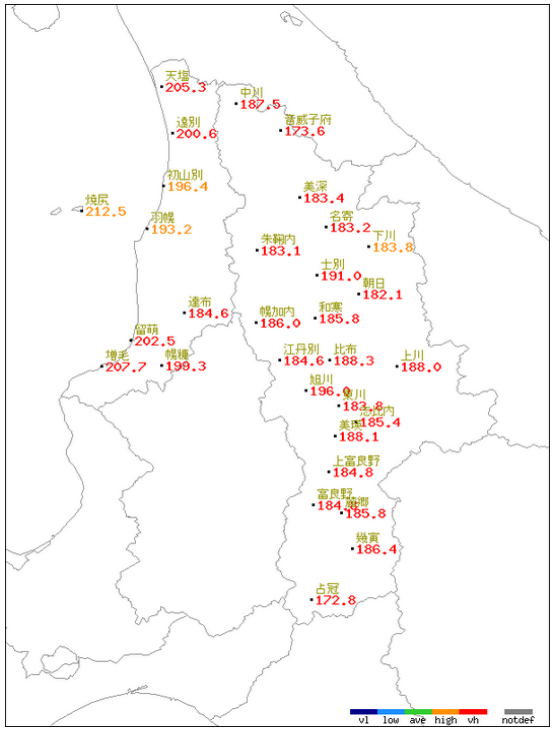 天塩
205.3
中川
187.5
音威子府
173.6
遠別
200.6
初山別
196.4
美深
183.4
焼尻
212.5
羽幌
193.2
名寄
183.2
朱鞠内
183.1
下川
183.8
士別
191.0
朝日
182.1
達布
184.6
幌加内
186.0
和寒
185.8
留萌
202.5
増毛
207.7
幌糠
199.3
江丹別
184.6
比布
188.3
上川
188.0
旭川
196.0
東川
183.8
志比内
185.4
美瑛
188.1
上富良野
184.8
富良野
麓郷
185.8
幾寅
186.4
占冠
172.8
vl low ave high vh notdef